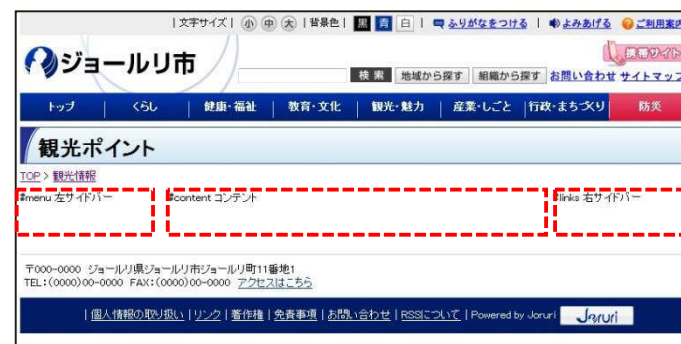 |文字サイズ| 小 中 大 |背景色| 黒 青 白 | ふりがなをつける | よみあげる ご利用案内
ジョールリ市
携帯サイト
検索 地域から探す 組織から探す お問い合わせ サイトマップ
トップ | くらし | 健康・福祉 | 教育・文化 | 観光・魅力 | 産業・しごと |行政・まちづくり 防災
観光ポイント
TOP > 観光情報
#menu 左サイドバー #content コンテンツ #links 右サイドバー
〒000-0000 ジョールリ県ジョールリ市ジョールリ町11番地1
TEL:(0000)00-0000 FAX:(0000)00-0000 アクセスはこちら
|個人情報の取り扱い|リンク|著作権|免責事項|お問い合わせ|RSSについて|Powered by Joruri Joruri